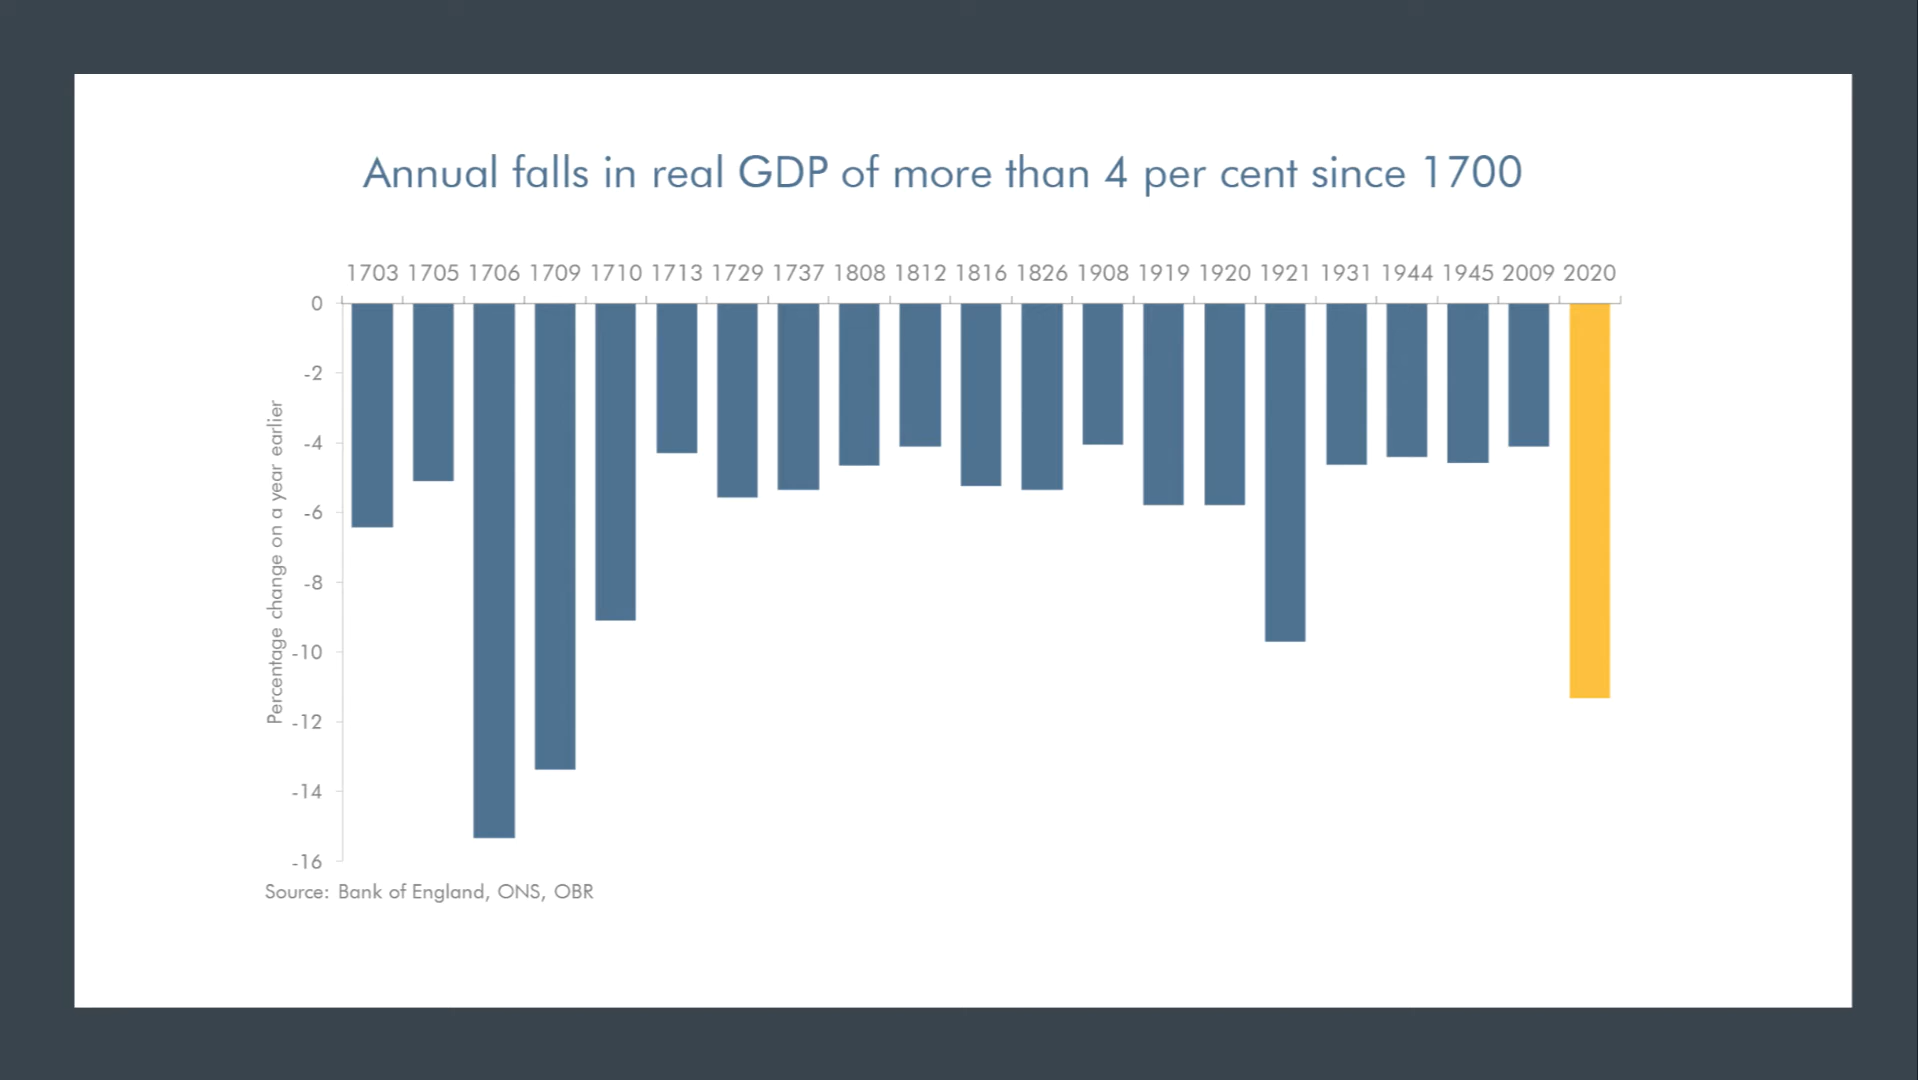 Annual falls in real GDP of more than 4 per cent since 1700
1703 1705 1706 1709 1710 1713 1729 1737 1808 1812 1816 1826 1908 1919 1920 1921 1931 1944 1945 2009 2020
0
-2
-4
-6
-8
-10
-12
-14
-16
Percentage change on a year earlier
Source: Bank of England, ONS, OBR